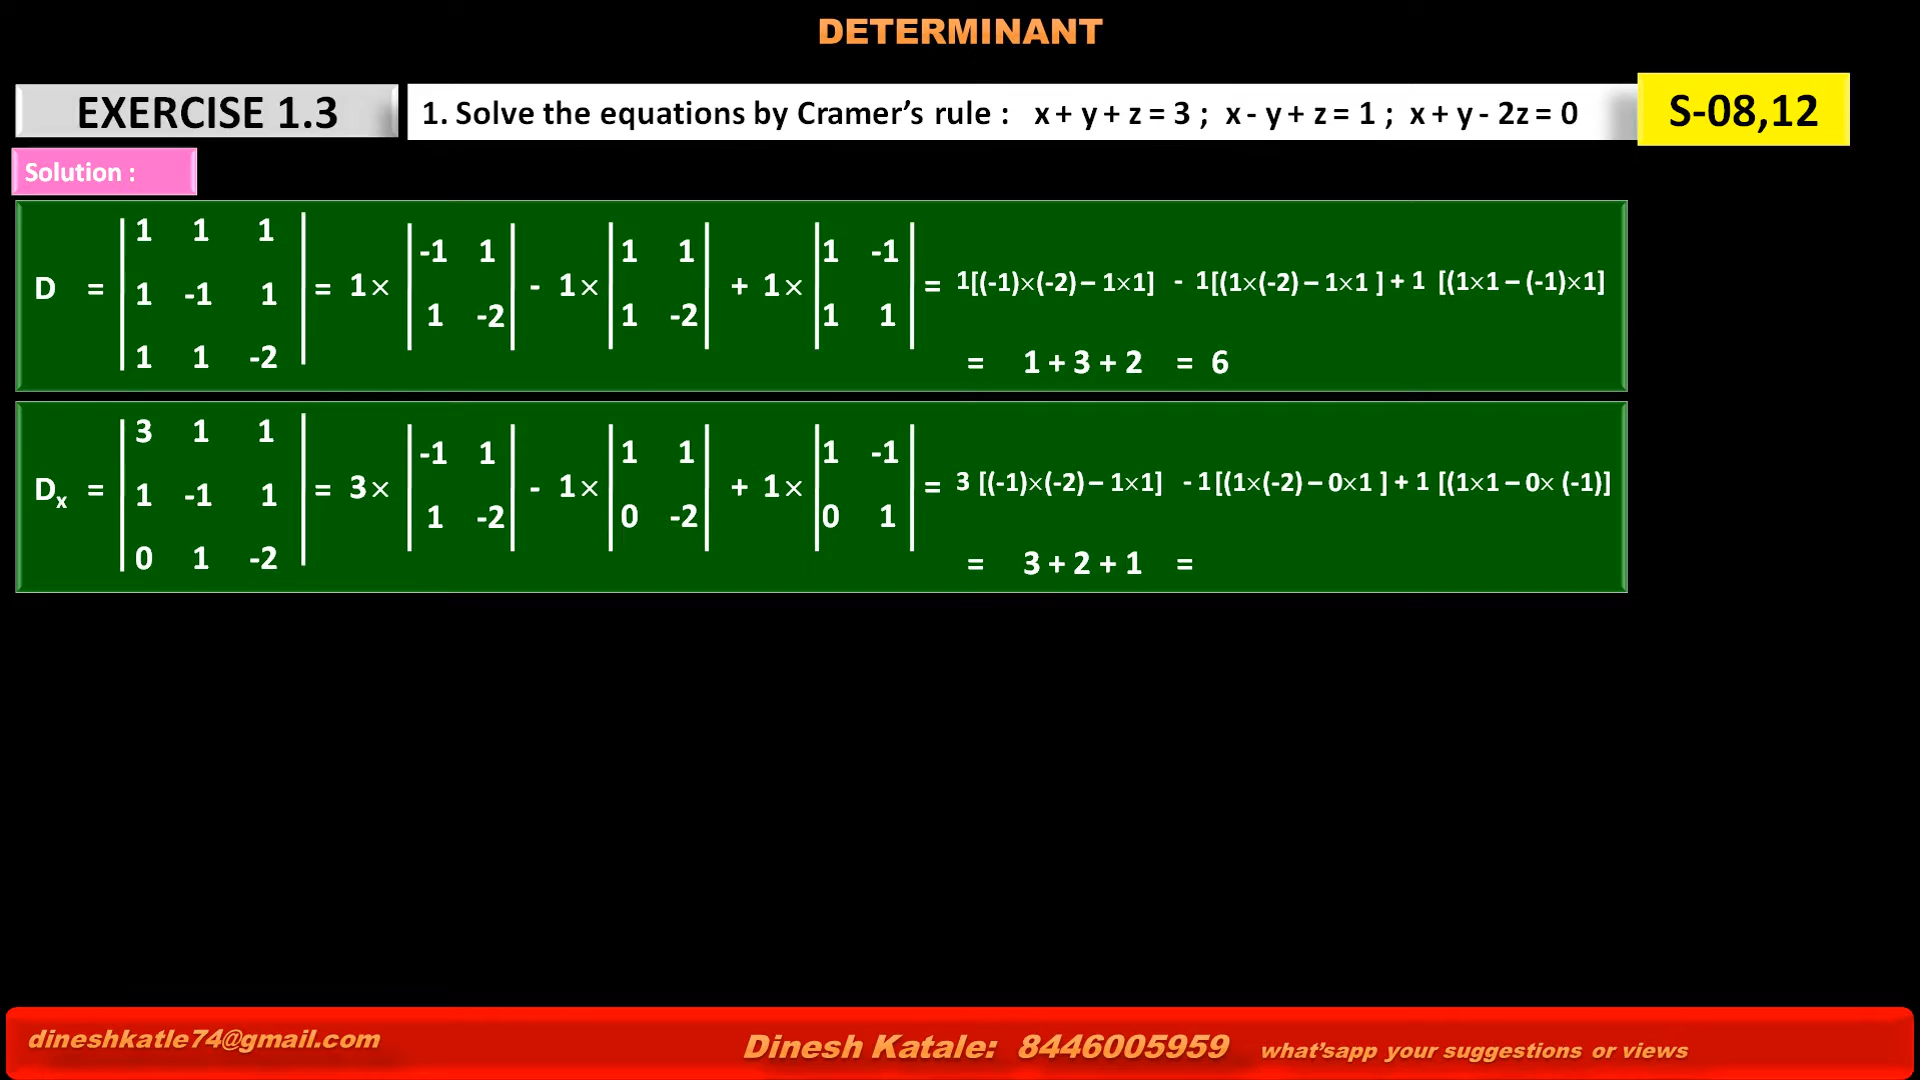 DETERMINANT
EXERCISE 1.3
1. Solve the equations by Cramer’s rule : x + y + z = 3 ; x - y + z = 1 ; x + y - 2z = 0
S-08,12
Solution :
1 1 1 
-1 1 1 1 1 -1
D = 1 -1 1 = 1× - 1× + 1× = 1[(-1)×(-2) – 1×1] - 1[(1×(-2) – 1×1 ] + 1 [(1×1 – (-1)×1]
1 -2 1 -2 1 1
1 1 -2 = 1 + 3 + 2 = 6
3 1 1
-1 1 1 1 1 -1
Dx = 1 -1 1 = 3× - 1× + 1× = 3 [(-1)×(-2) – 1×1] - 1 [(1×(-2) – 0×1 ] + 1 [(1×1 – 0× (-1)]
1 -2 0 -2 0 1
0 1 -2 = 3 + 2 + 1 =
dineshkatle74@gmail.com
Dinesh Katale: 8446005959 what’sapp your suggestions or views